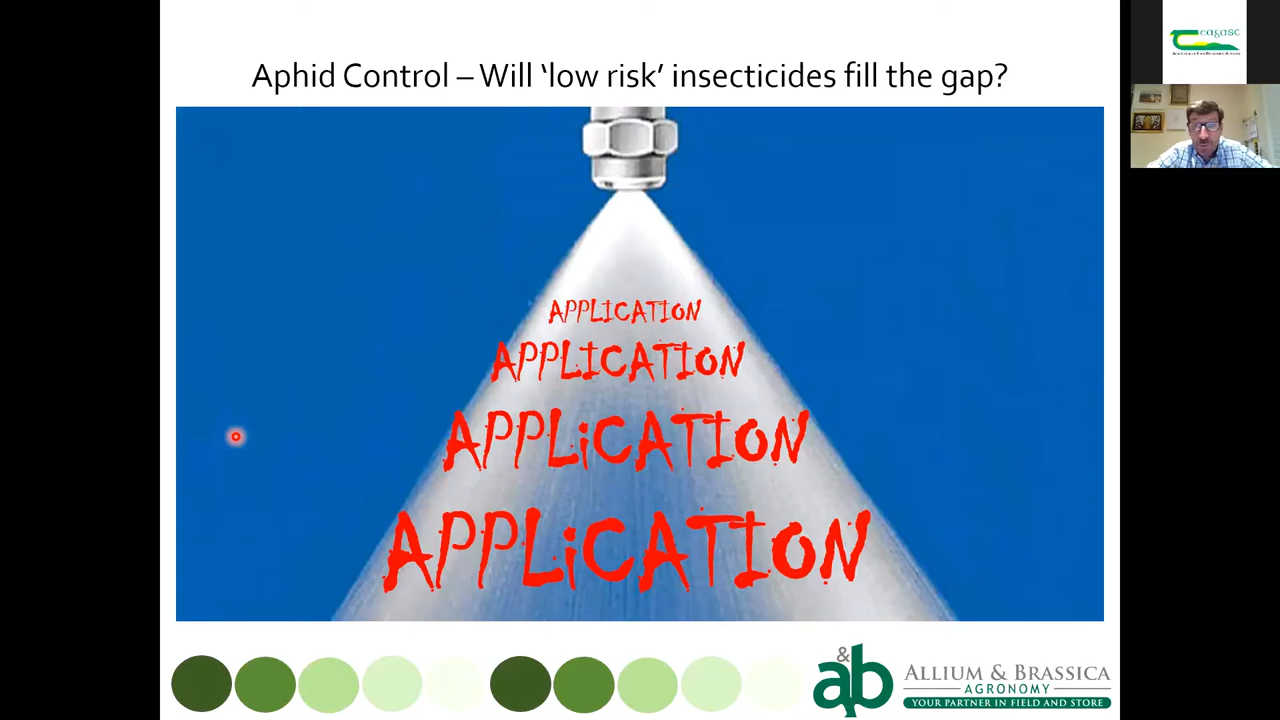 Aphid Control – Will ‘low risk’ insecticides fill the gap?
APPLICATION
APPLICATION
APPLiCATION
APPLiCATION
& 
a&b
ALLIUM & BRASSICA
AGRONOMY
YOUR PARTNER IN FIELD AND STORE
eagasc